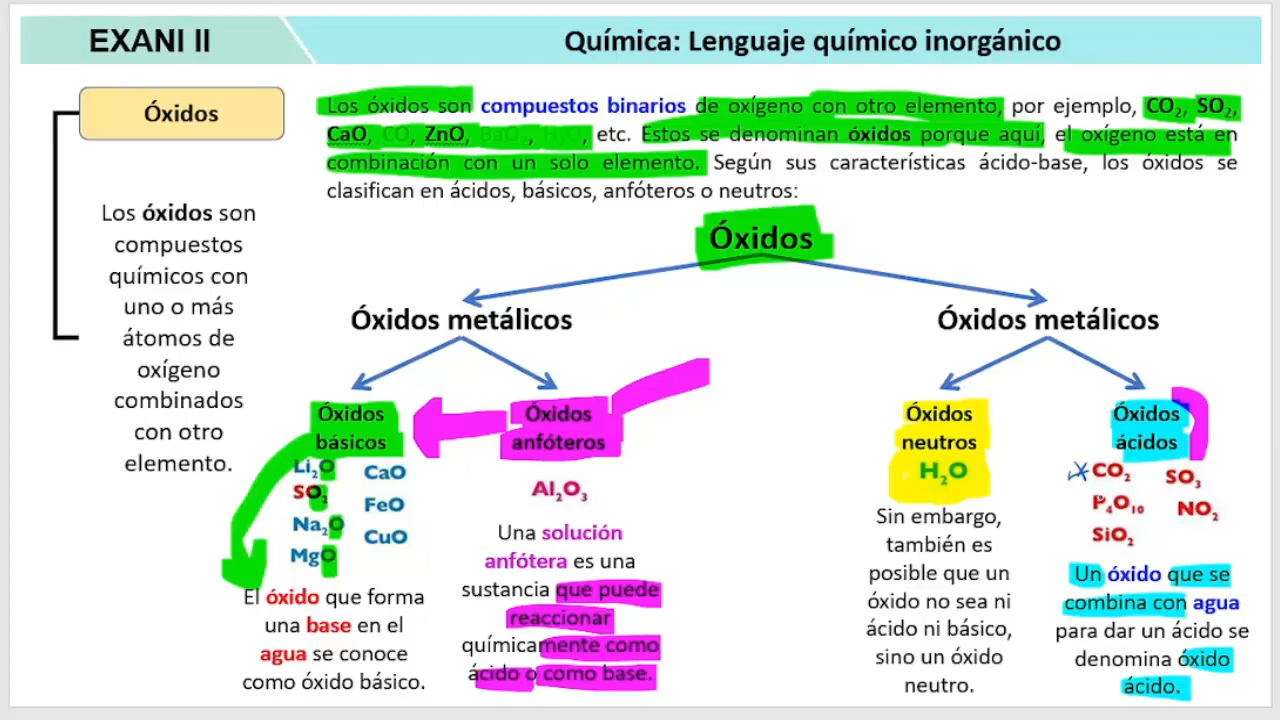 EXANI II
Química: Lenguaje químico inorgánico
Óxidos
Los óxidos son compuestos binarios de oxígeno con otro elemento, por ejemplo, CO₂, SO₂,
CaO, CO, ZnO, BaO₂, H₂O, etc. Estos se denominan óxidos porque aquí, el oxígeno está en
combinación con un solo elemento. Según sus características ácido-base, los óxidos se
clasifican en ácidos, básicos, anfóteros o neutros:
Los óxidos son
compuestos
químicos con
uno o más
átomos de
oxígeno
combinados
con otro
elemento.
Óxidos
Óxidos metálicos
Óxidos metálicos
Óxidos
básicos
Li₂O CaO
SO₂
FeO
Na₂O
CuO
MgO
El óxido que forma
una base en el
agua se conoce
como óxido básico.
Óxidos
anfóteros
Al₂O₃
Una solución
anfótera es una
sustancia que puede
reaccionar
químicamente como
ácido o como base.
Óxidos
neutros
H₂O
Sin embargo,
también es
posible que un
óxido no sea ni
ácido ni básico,
sino un óxido
neutro.
Óxidos
ácidos
CO₂ SO₃
P₄O₁₀ NO₂
SiO₂
Un óxido que se
combina con agua
para dar un ácido se
denomina óxido
ácido.